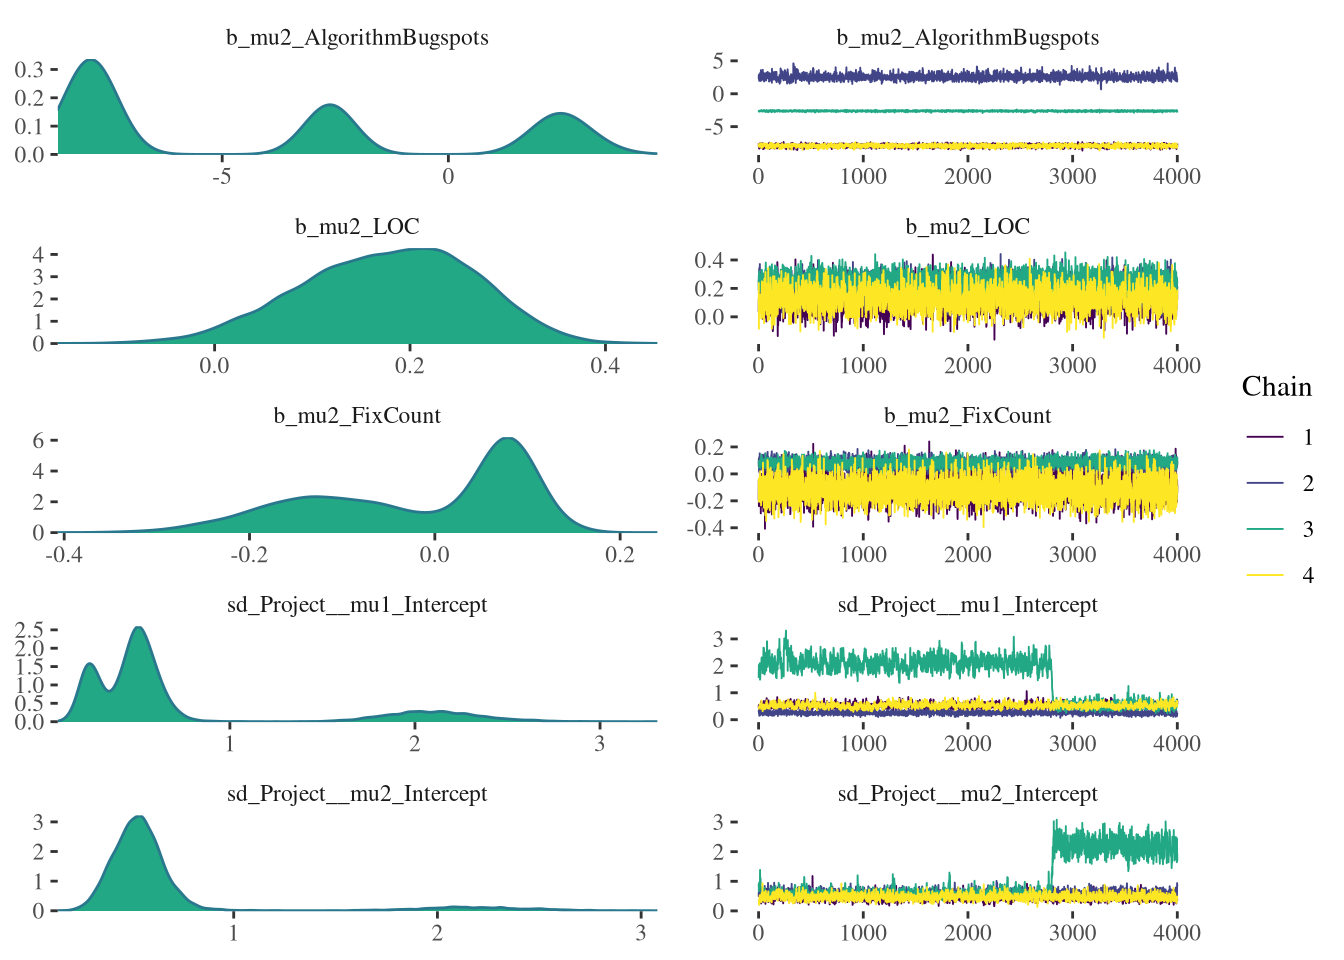 b_mu2_AlgorithmBugspots
0.3
0.2
0.1
0.0
-5 0
b_mu2_AlgorithmBugspots
5
0
-5
0 1000 2000 3000 4000
b_mu2_LOC
4
3
2
1
0
0.0 0.2 0.4
b_mu2_LOC
0.4
0.2
0.0
0 1000 2000 3000 4000
b_mu2_FixCount
6
4
2
0
-0.4 -0.2 0.0 0.2
b_mu2_FixCount
0.2
0.0
-0.2
-0.4
0 1000 2000 3000 4000
sd_Project__mu1_Intercept
2.5
2.0
1.5
1.0
0.5
0.0
1 2 3
sd_Project__mu1_Intercept
3
2
1
0
0 1000 2000 3000 4000
sd_Project__mu2_Intercept
3
2
1
0
1 2 3
sd_Project__mu2_Intercept
3
2
1
0
0 1000 2000 3000 4000
Chain
1
2
3
4